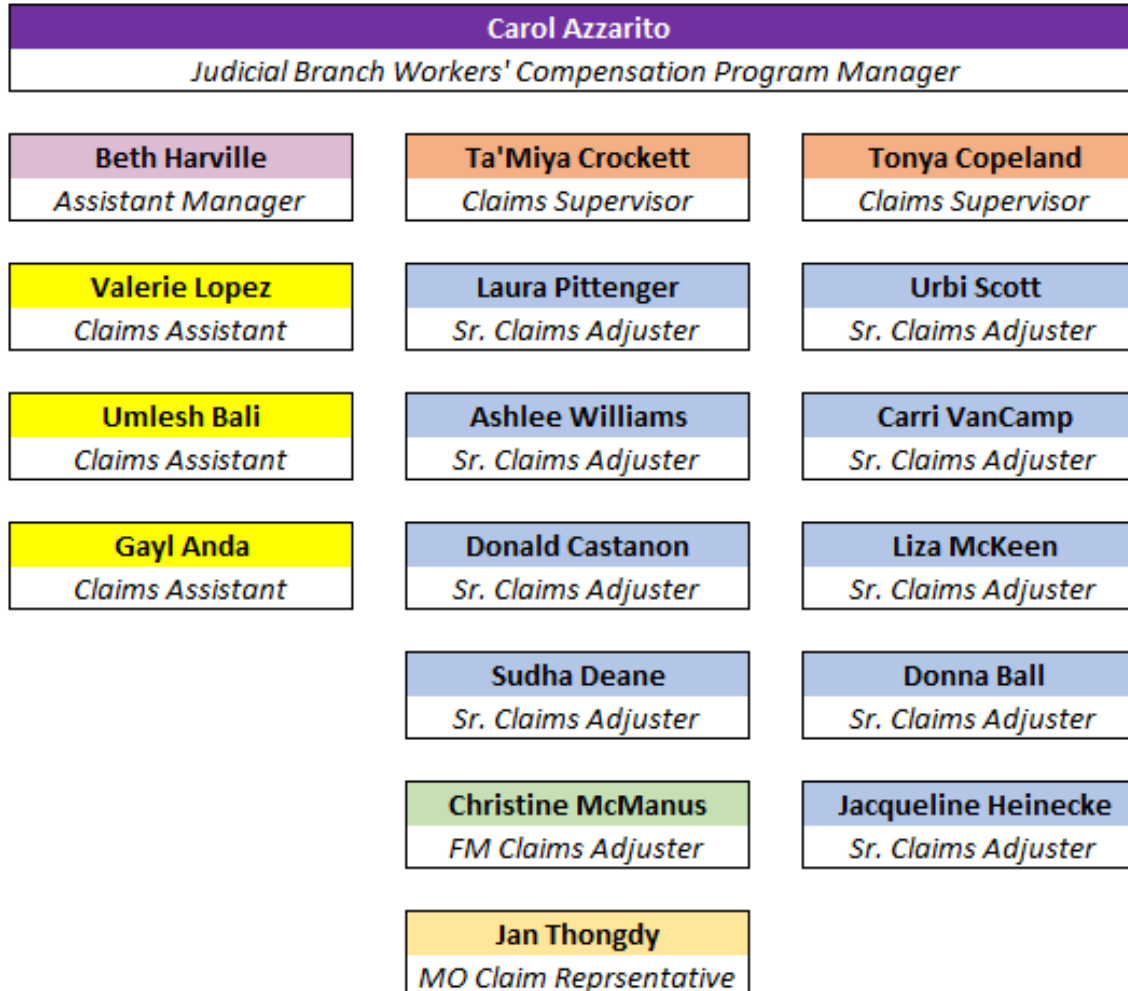 Carol Azzarito
Judicial Branch Workers' Compensation Program Manager
Beth Harville
Assistant Manager
Ta'Miya Crockett
Claims Supervisor
Tonya Copeland
Claims Supervisor
Valerie Lopez
Claims Assistant
Laura Pittenger
Sr. Claims Adjuster
Urbi Scott
Sr. Claims Adjuster
Umlesh Bali
Claims Assistant
Ashlee Williams
Sr. Claims Adjuster
Carri VanCamp
Sr. Claims Adjuster
Gayl Anda
Claims Assistant
Donald Castanon
Sr. Claims Adjuster
Liza McKeen
Sr. Claims Adjuster
Sudha Deane
Sr. Claims Adjuster
Donna Ball
Sr. Claims Adjuster
Christine McManus
FM Claims Adjuster
Jacqueline Heinecke
Sr. Claims Adjuster
Jan Thongdy
MO Claim Reprsentative